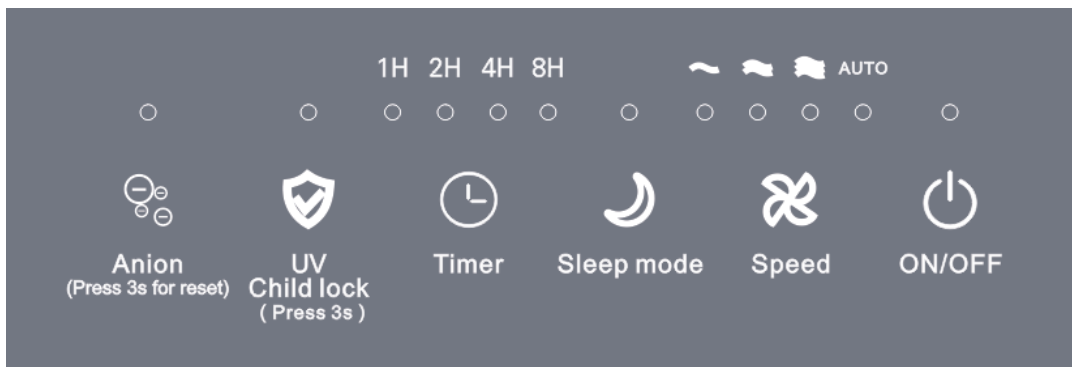 1H 2H 4H 8H AUTO
Anion UV Timer Sleep mode Speed ON/OFF
(Press 3s for reset) Child lock
( Press 3s )